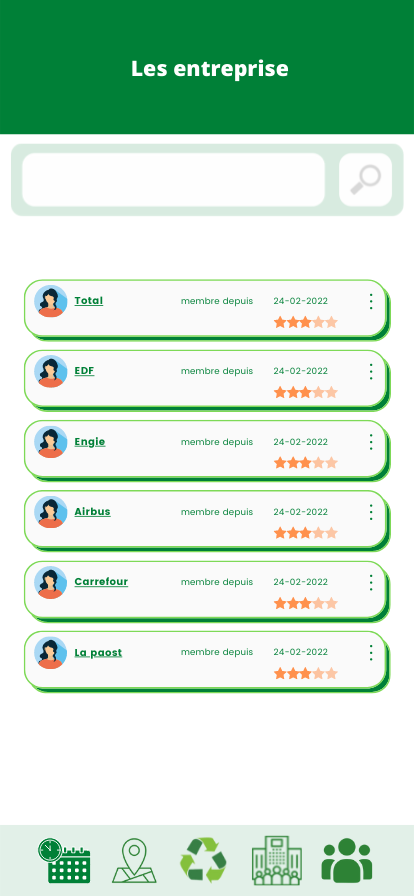 Les entreprise
Total membre depuis 24-02-2022
EDF membre depuis 24-02-2022
Engie membre depuis 24-02-2022
Airbus membre depuis 24-02-2022
Carrefour membre depuis 24-02-2022
La paost membre depuis 24-02-2022